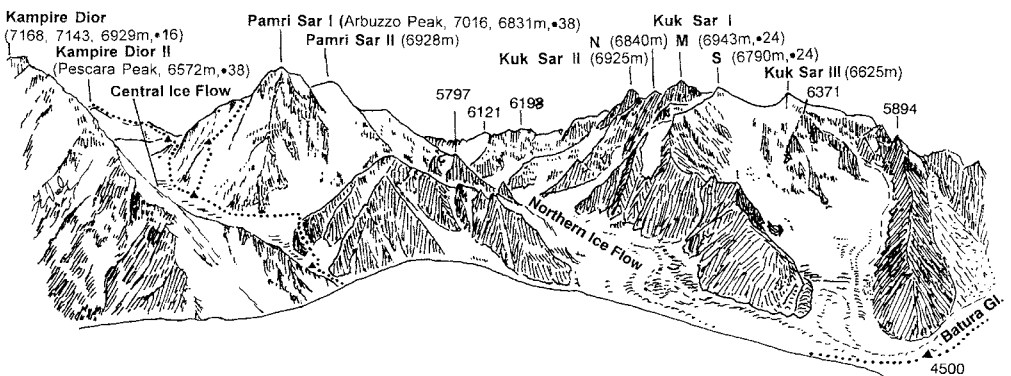 Kampire Dior
(7168, 7143, 6929m,•16)
Kampire Dior II
(Pescara Peak, 6572m,•38)
Central Ice Flow
Pamri Sar I (Arbuzzo Peak, 7016, 6831m,•38)
Pamri Sar II (6928m)
5797
6121
Kuk Sar I
N (6840m) M (6943m,•24)
Kuk Sar II (6925m) S (6790m,•24)
Kuk Sar III (6625m)
6371
5894
Northern Ice Flow
Batura Gl.
4500